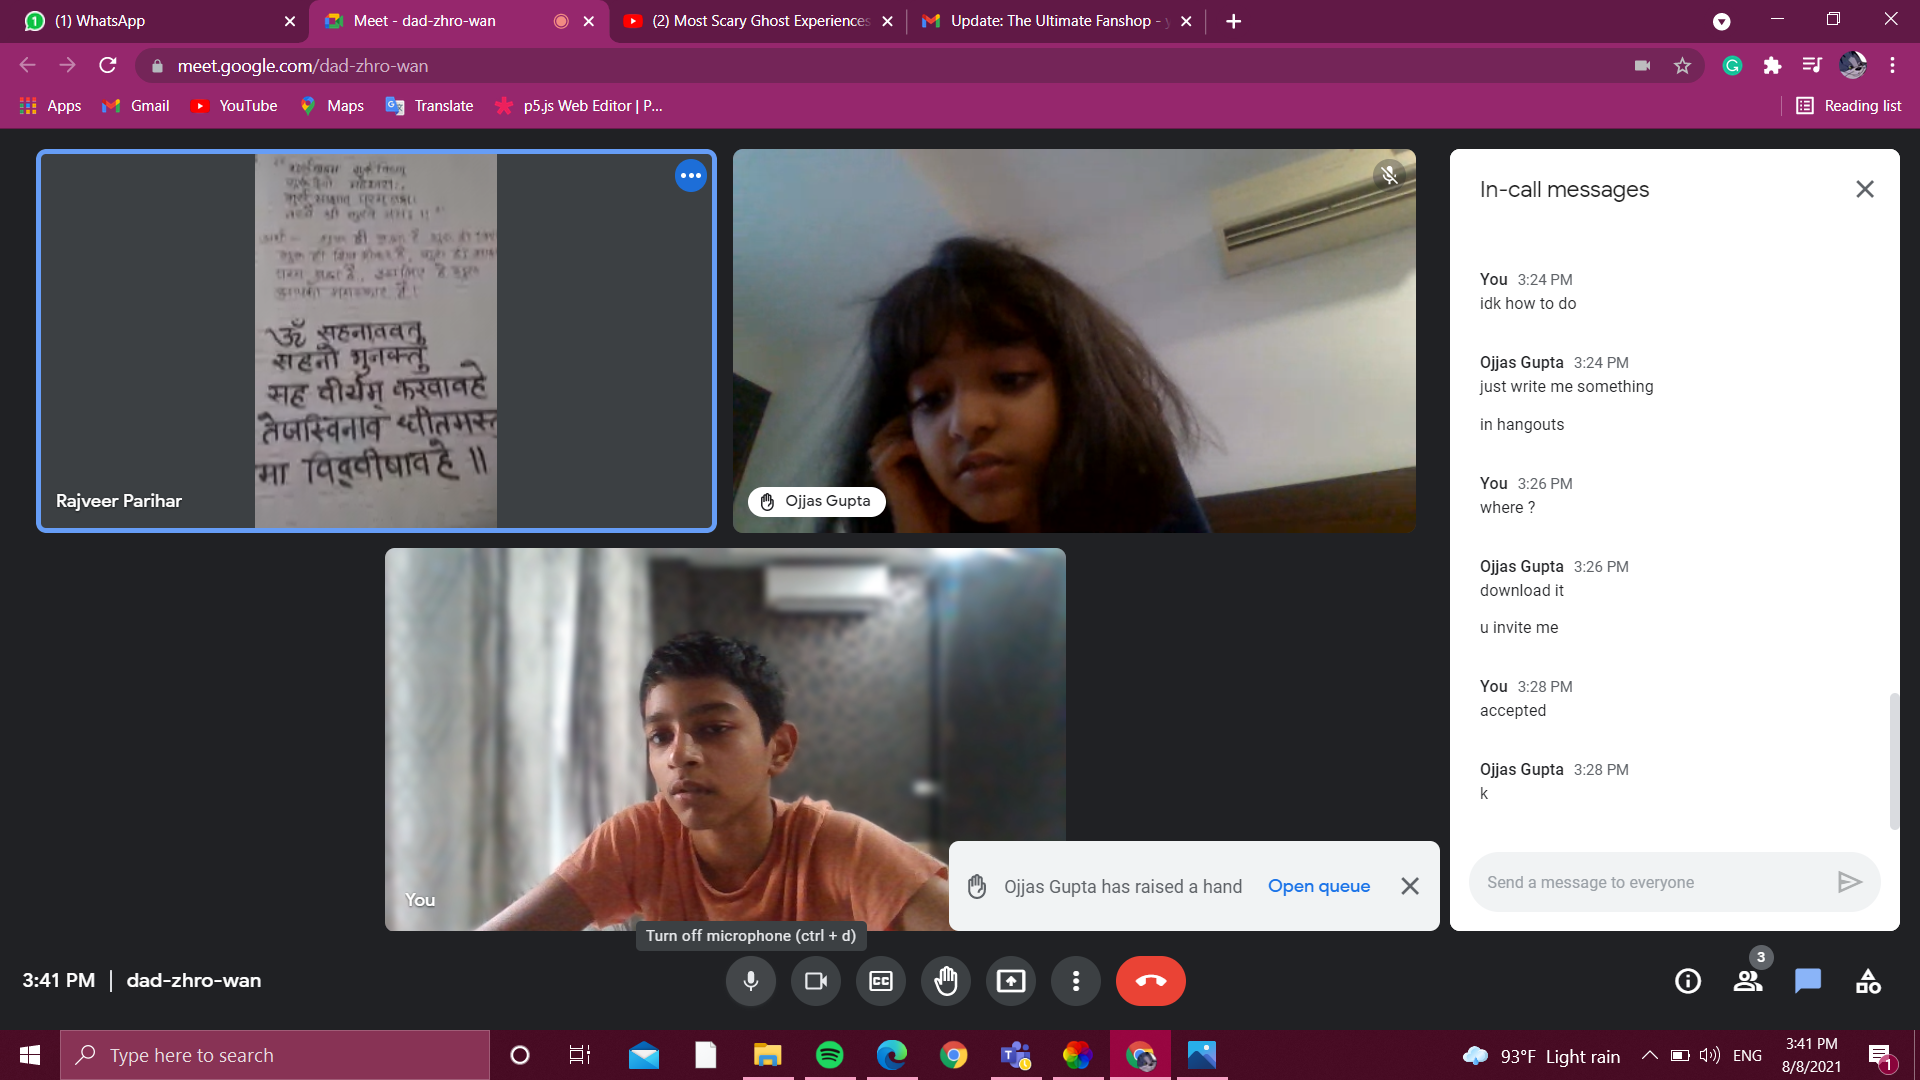 (1) WhatsApp
Meet - dad-zhro-wan
(2) Most Scary Ghost Experiences
Update: The Ultimate Fanshop - y
meet.google.com/dad-zhro-wan
Apps
Gmail
YouTube
Maps
Translate
p5.js Web Editor | P...
Reading list
ॐ सहनाववतु
सहनौ भुनक्तु
सह वीर्यम् करवावहे
तेजस्विनाव
मा
Rajveer Parihar
Ojjas Gupta
You
Ojjas Gupta has raised a hand
Open queue
Turn off microphone (ctrl + d)
In-call messages
You 3:24 PM
idk how to do
Ojjas Gupta 3:24 PM
just write me something
in hangouts
You 3:26 PM
where ?
Ojjas Gupta 3:26 PM
download it
u invite me
You 3:28 PM
accepted
Ojjas Gupta 3:28 PM
k
Send a message to everyone
3:41 PM | dad-zhro-wan
CC
3
Type here to search
93°F Light rain
ENG
3:41 PM
8/8/2021
1